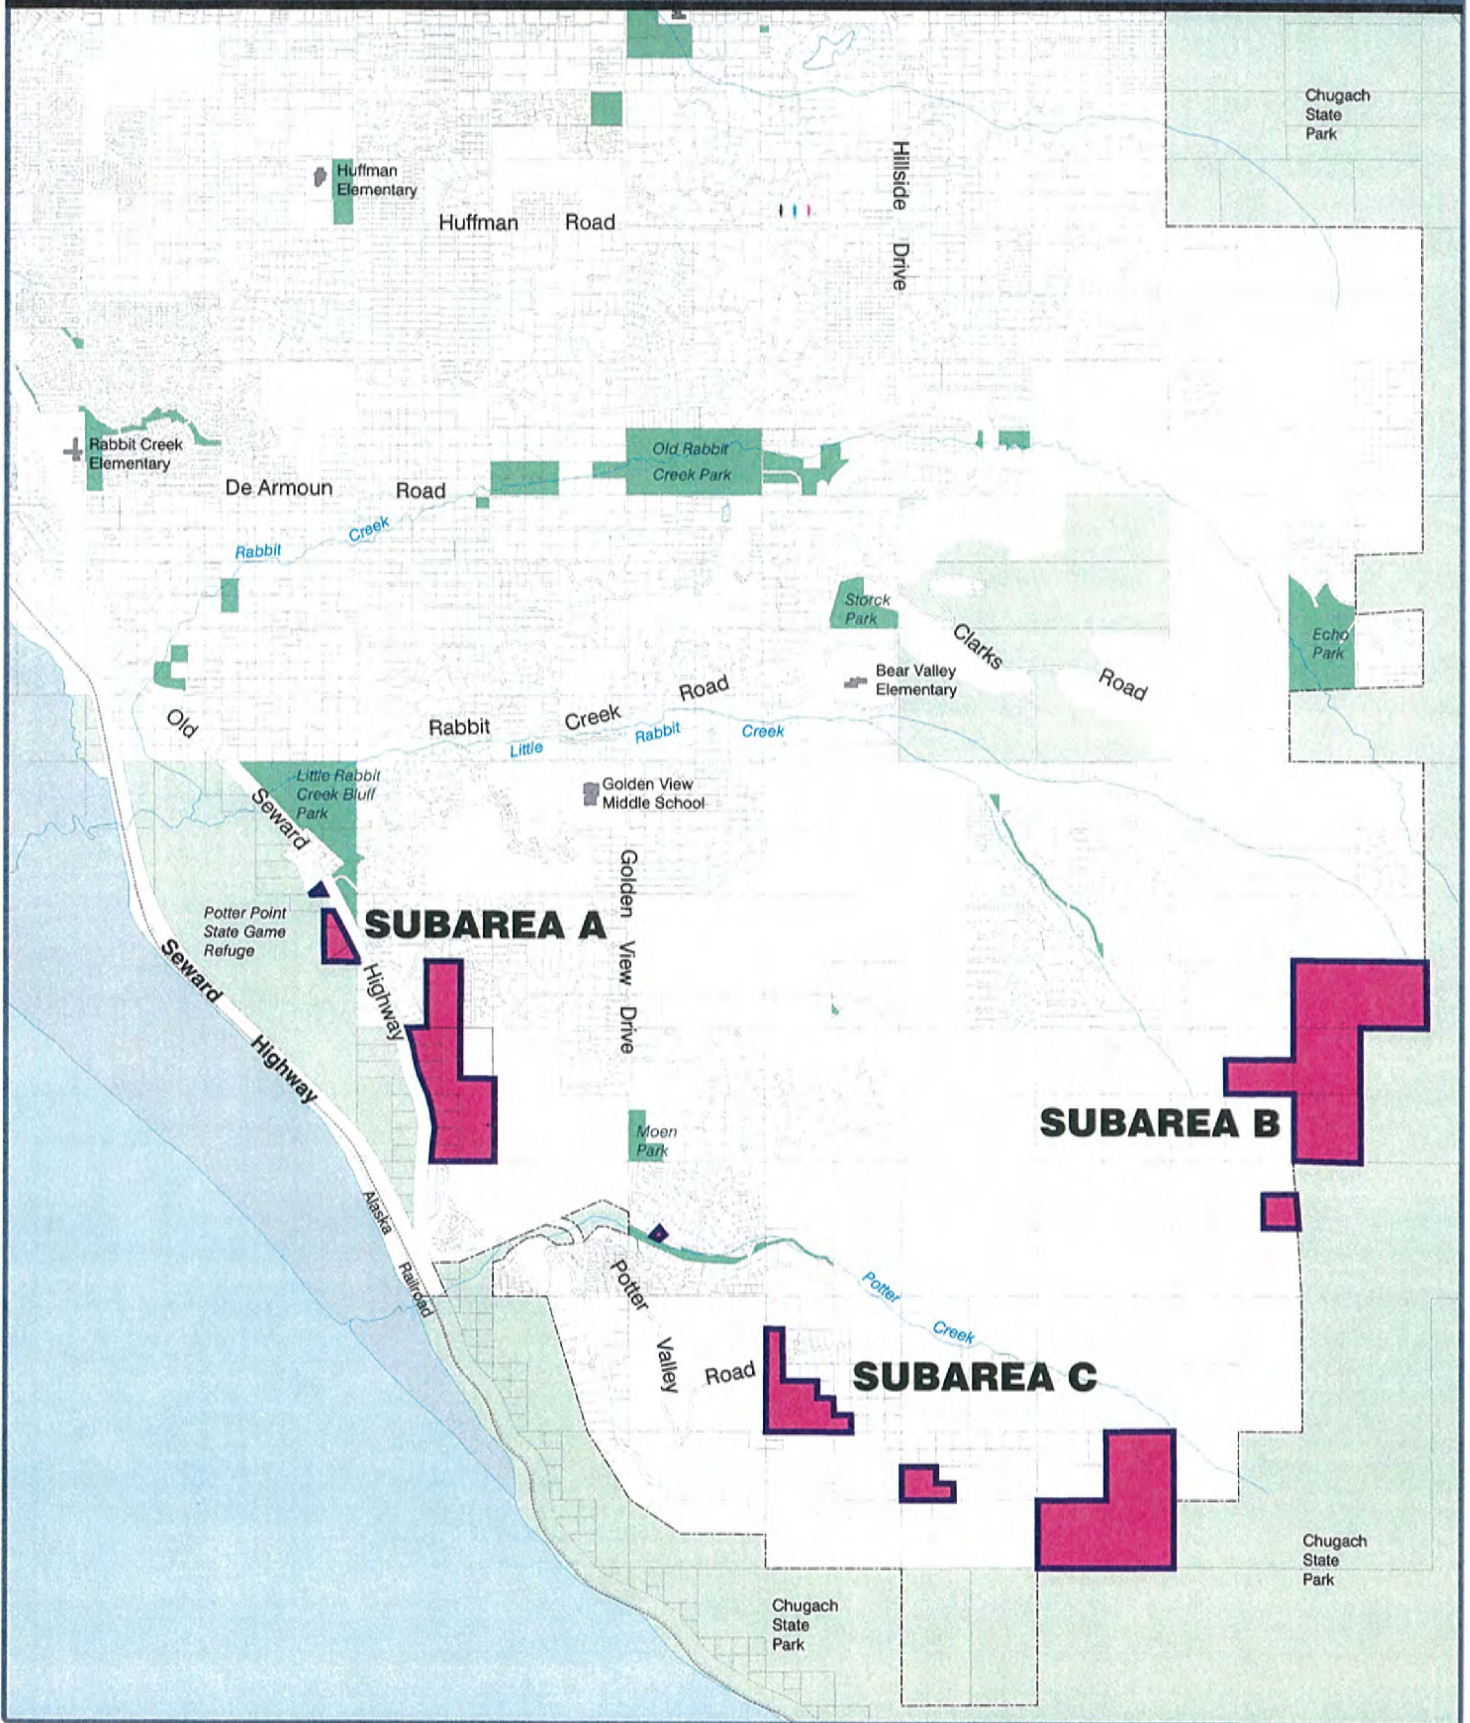 Chugach
State
Park
Hillside Drive
Huffman
Elementary
Huffman Road
Rabbit Creek
Elementary
Old Rabbit
Creek Park
De Armoun Road
Rabbit Creek
Storck
Park
Echo
Park
Clarks Road
Bear Valley
Elementary
Rabbit Creek Road
Little Rabbit Creek
Old Seward Highway
Little Rabbit
Creek Bluff
Park
Golden View
Middle School
Golden View Drive
Potter Point
State Game
Refuge
SUBAREA A
Seward Highway
SUBAREA B
Moen
Park
Alaska Railroad
Potter Valley Road
Potter Creek
SUBAREA C
Chugach
State
Park
Chugach
State
Park